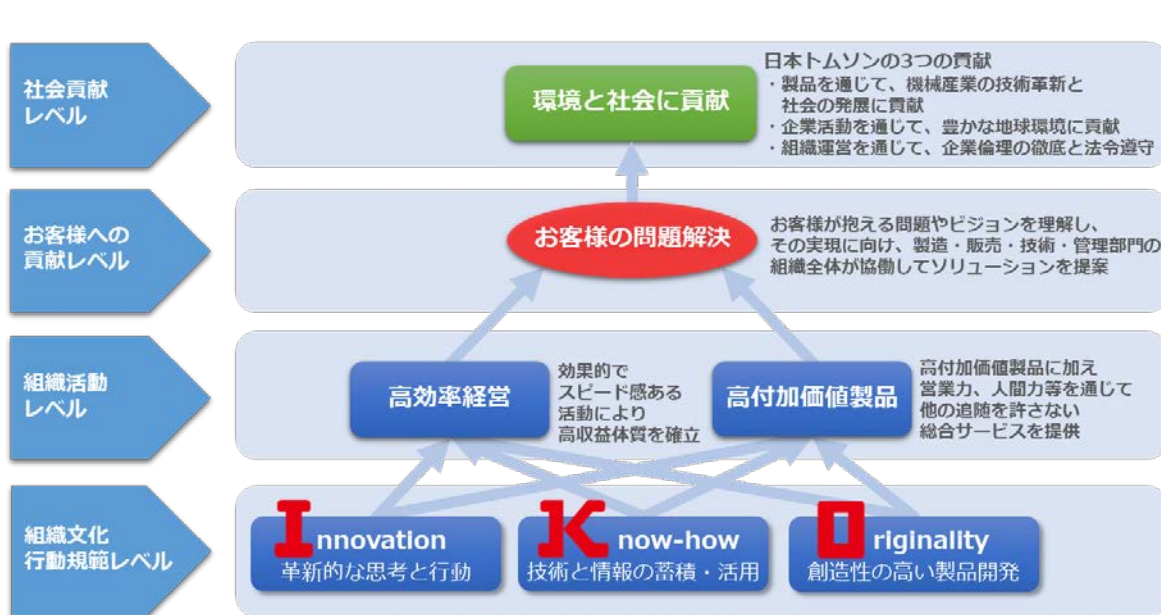 社会貢献
レベル
環境と社会に貢献
日本トムソンの3つの貢献
・製品を通じて、機械産業の技術革新と
社会の発展に貢献
・企業活動を通じて、豊かな地球環境に貢献
・組織運営を通じて、企業倫理の徹底と法令遵守
お客様への
貢献レベル
お客様の問題解決
お客様が抱える問題やビジョンを理解し、
その実現に向け、製造・販売・技術・管理部門の
組織全体が協働してソリューションを提案
組織活動
レベル
高効率経営
効果的で
スピード感ある
活動により
高収益体質を確立
高付加価値製品
高付加価値製品に加え
営業力、人間力等を通じて
他の追随を許さない
総合サービスを提供
組織文化
行動規範レベル
Innovation
革新的な思考と行動
Know-how
技術と情報の蓄積・活用
Originality
創造性の高い製品開発